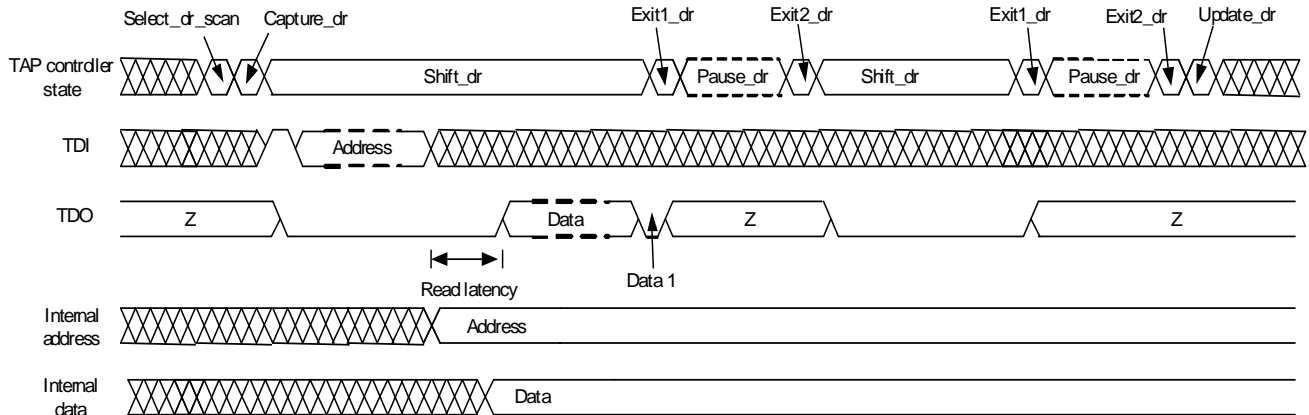 Select_dr_scan Capture_dr Exit1_dr Exit2_dr Exit1_dr Exit2_dr Update_dr
TAP controller
state
Shift_dr Pause_dr Shift_dr Pause_dr
TDI
Address
TDO
Z Data Z Z
Read latency
Data 1
Internal
address
Address
Internal
data
Data